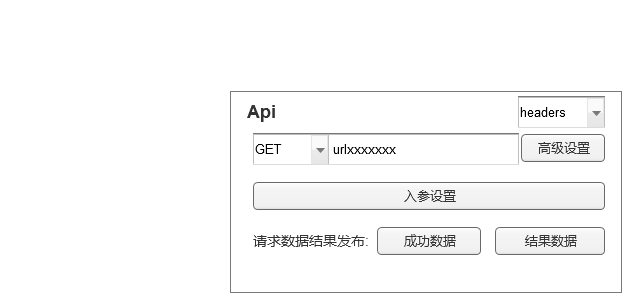 Api
headers
GET
urlxxxxxxx
高级设置
入参设置
请求数据结果发布:
成功数据
结果数据